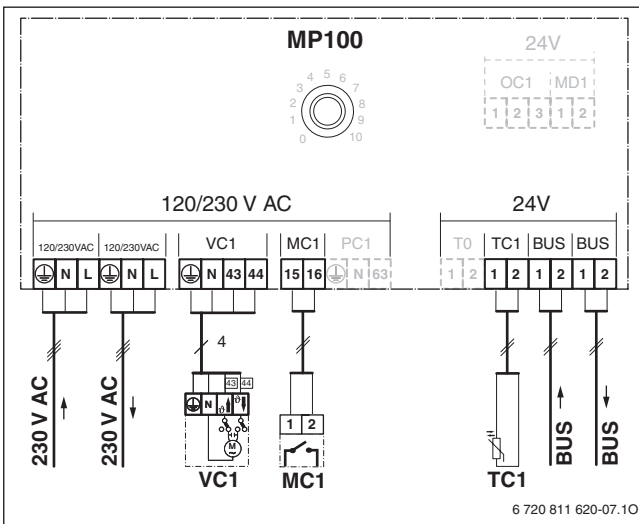 MP100
24V
OC1 MD1
1 2 3 1 2
0 1 2 3 4 5 6 7 8 9 10
120/230 V AC
24V
120/230VAC 120/230VAC VC1 MC1 PC1 T0 TC1 BUS BUS
N L N L N 43 44 15 16 N 63 1 2 1 2 1 2 1 2
4
43 44
N ϑ ϑ
M
~
1 2
230 V AC
230 V AC
VC1
MC1
TC1
BUS
BUS
6 720 811 620-07.1O